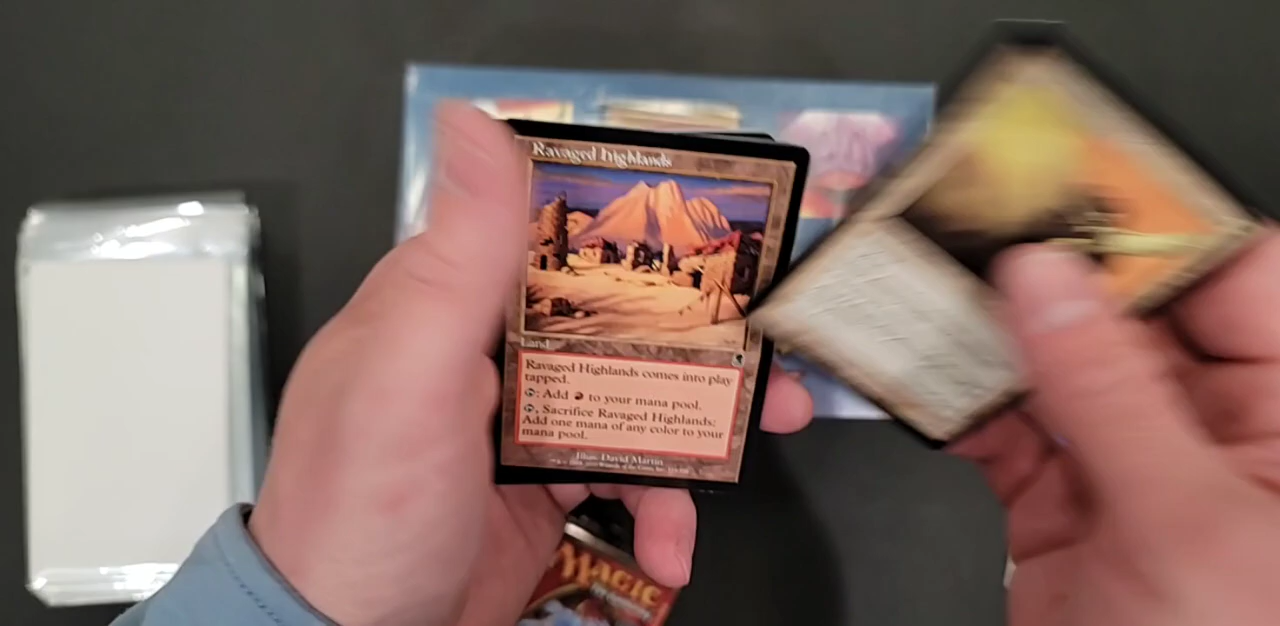 Ravaged Highlands
Land
Ravaged Highlands comes into play
tapped.
: Add to your mana pool.
, Sacrifice Ravaged Highlands:
Add one mana of any color to your
mana pool.
Illus. David Martin
MAGIC